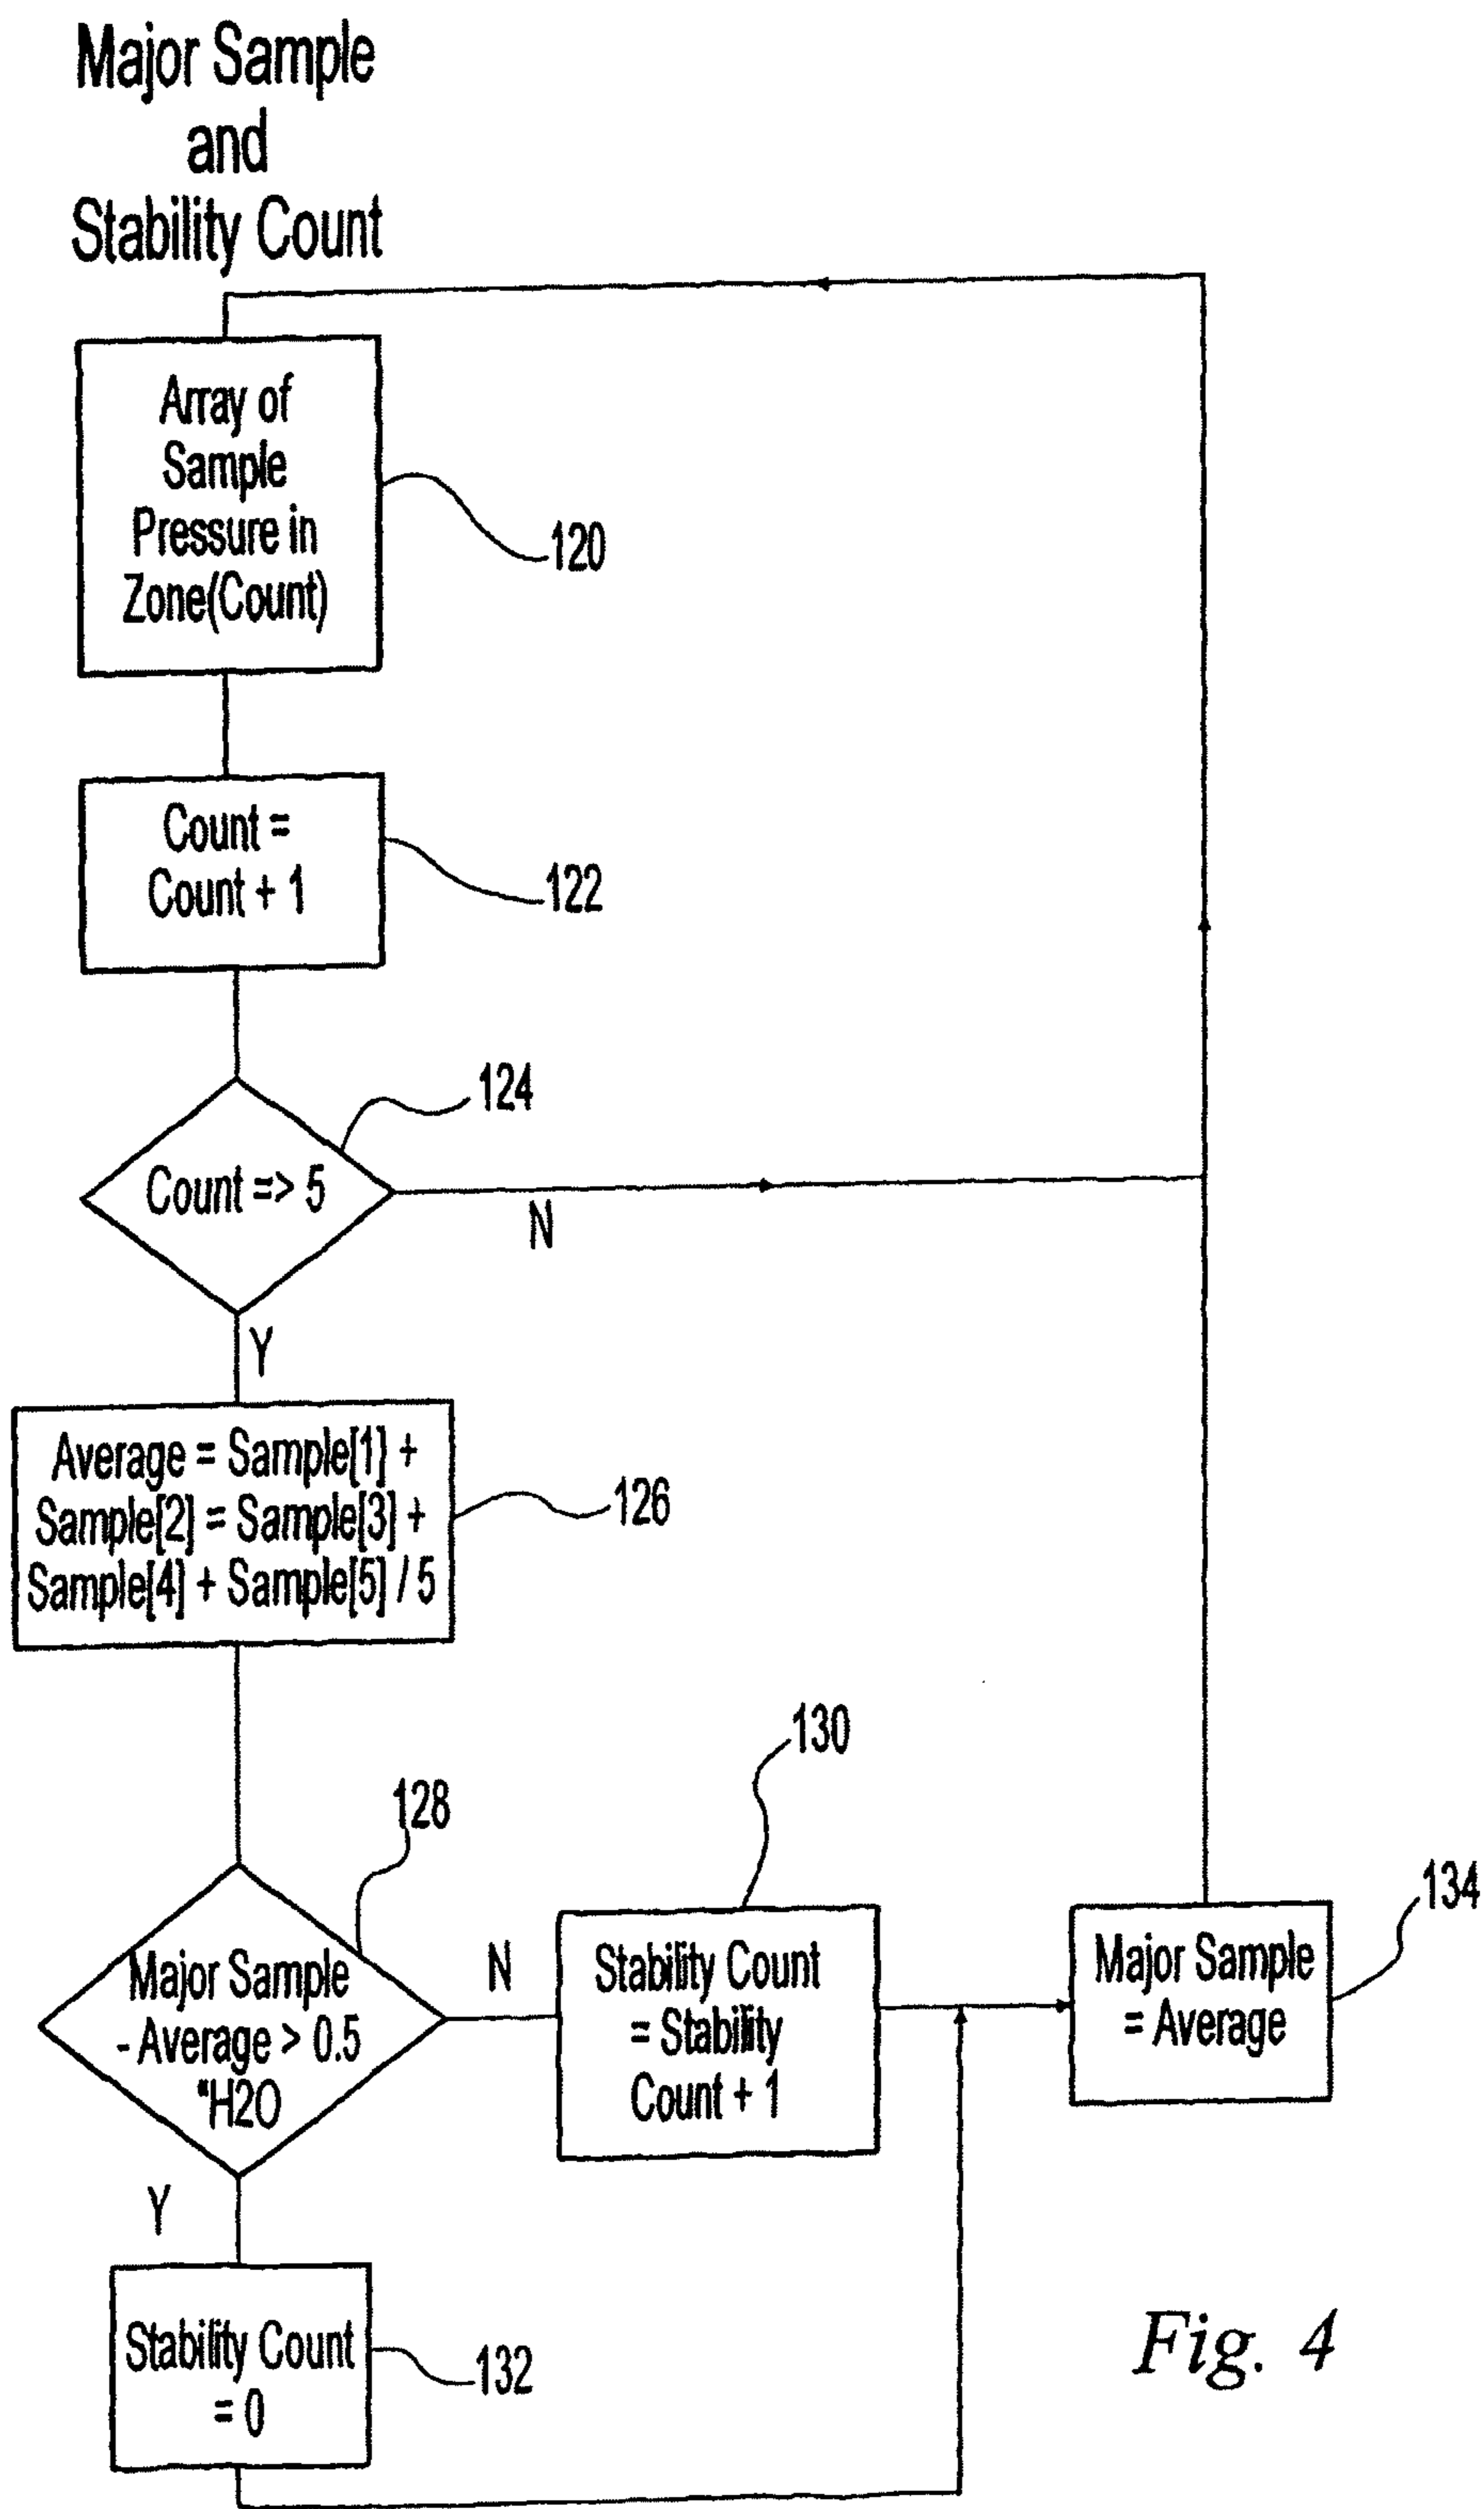 Major Sample
and
Stability Count
Array of
Sample
Pressure in
Zone(Count)
120
Count =
Count + 1
122
124
Count => 5
N
Y
Average = Sample[1] +
Sample[2] = Sample[3] +
Sample[4] + Sample[5] / 5
126
128
Major Sample
- Average > 0.5
"H2O
N
Y
130
Stability Count
= Stability
Count + 1
134
Major Sample
= Average
Stability Count
= 0
132
Fig. 4